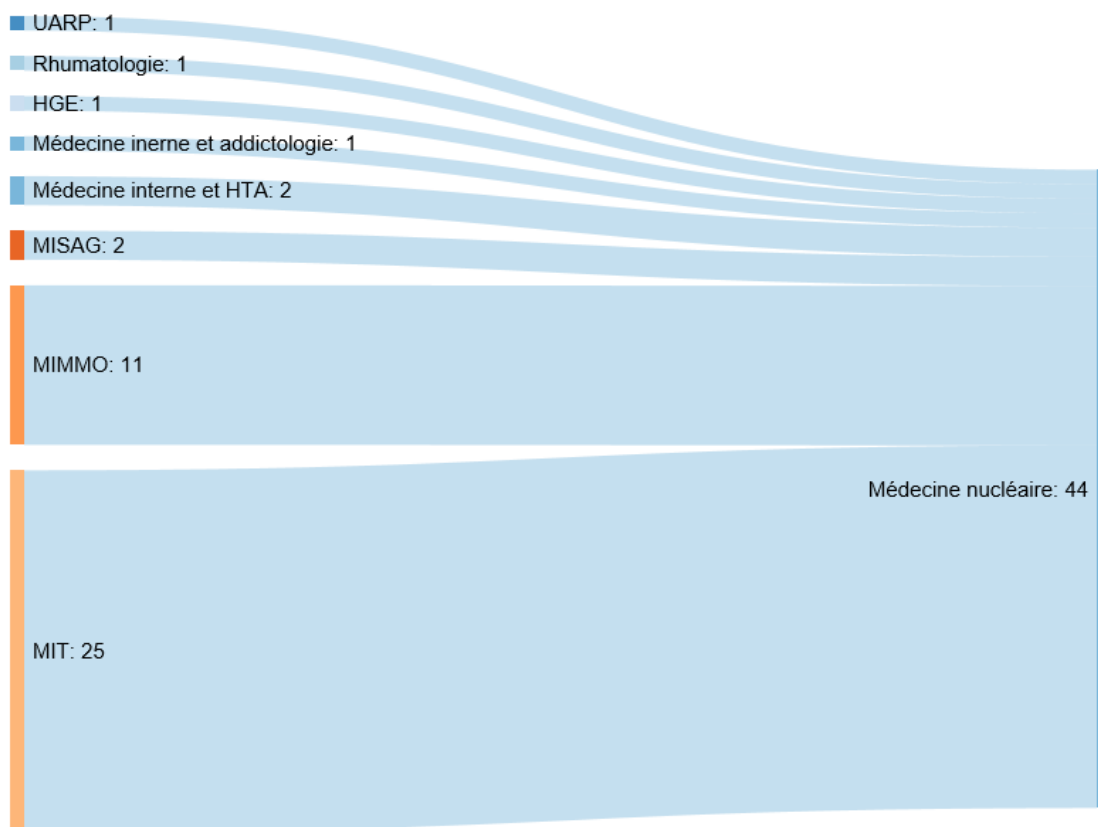 UARP: 1
Rhumatologie: 1
HGE: 1
Médecine inerne et addictologie: 1
Médecine interne et HTA: 2
MISAG: 2
MIMMO: 11
Médecine nucléaire: 44
MIT: 25